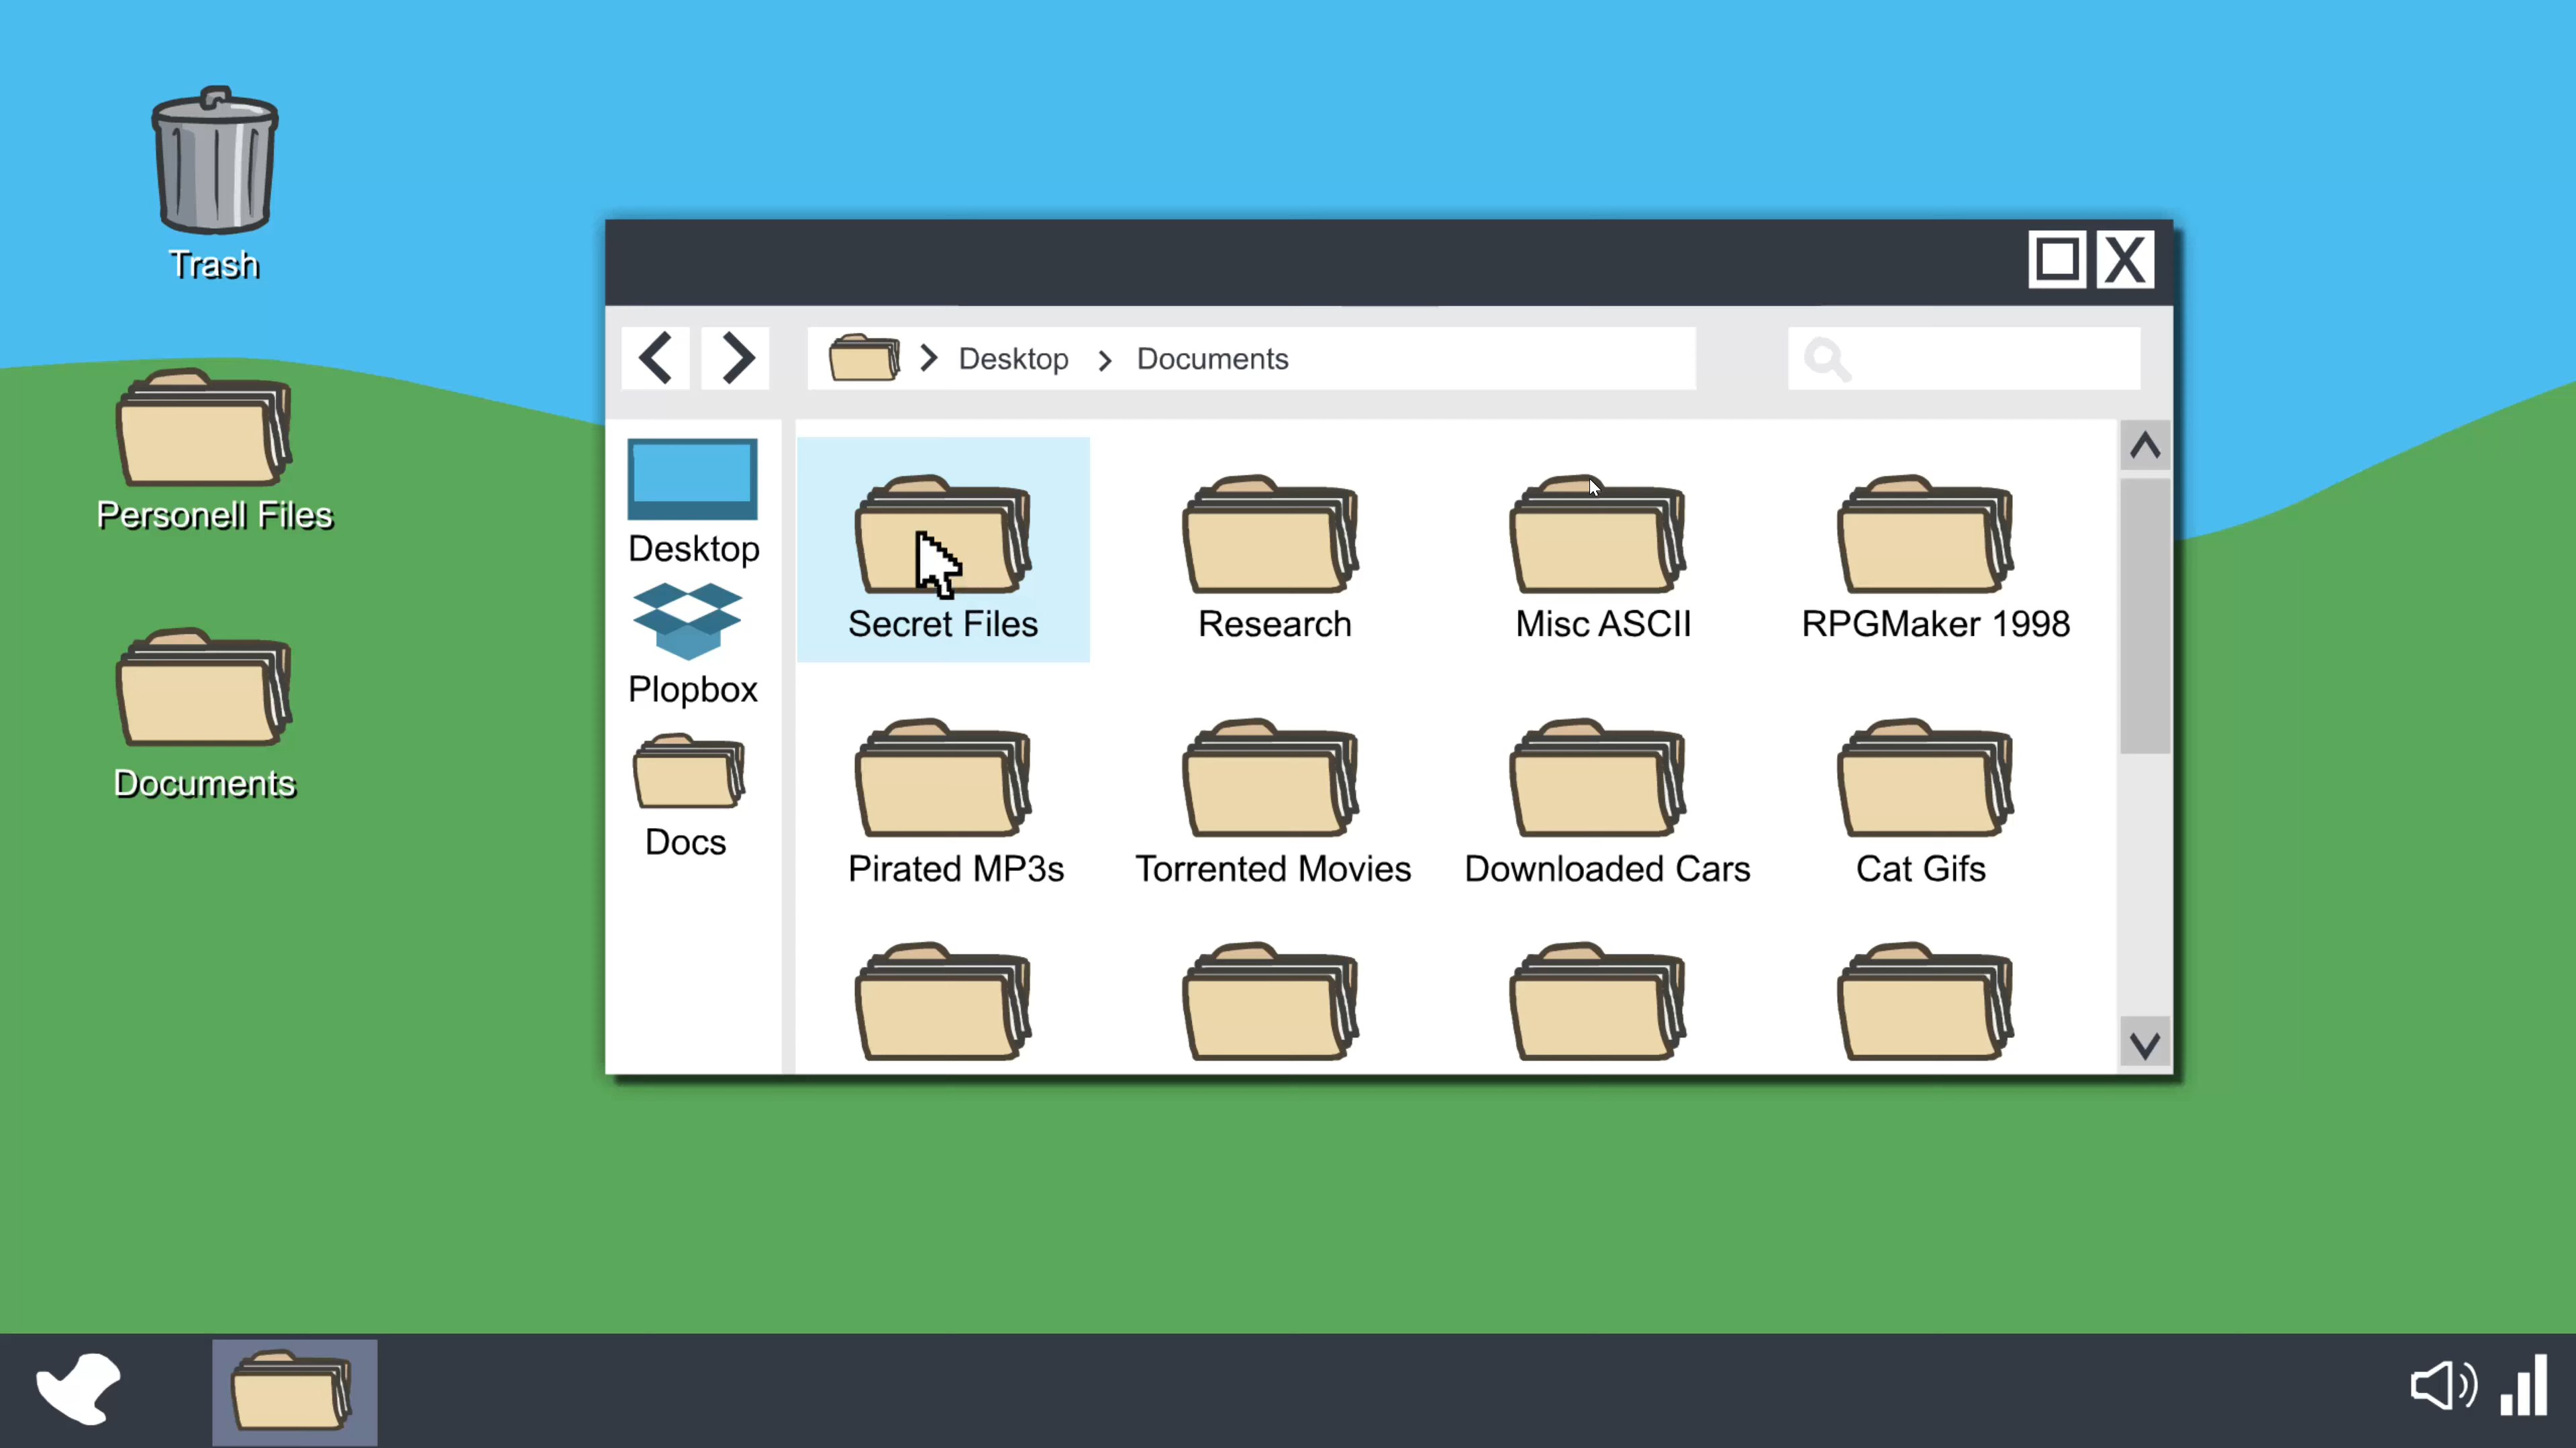 Trash
Personell Files
Documents
Desktop
Documents
Desktop
Plopbox
Docs
Secret Files
Research
Misc ASCII
RPGMaker 1998
Pirated MP3s
Torrented Movies
Downloaded Cars
Cat Gifs